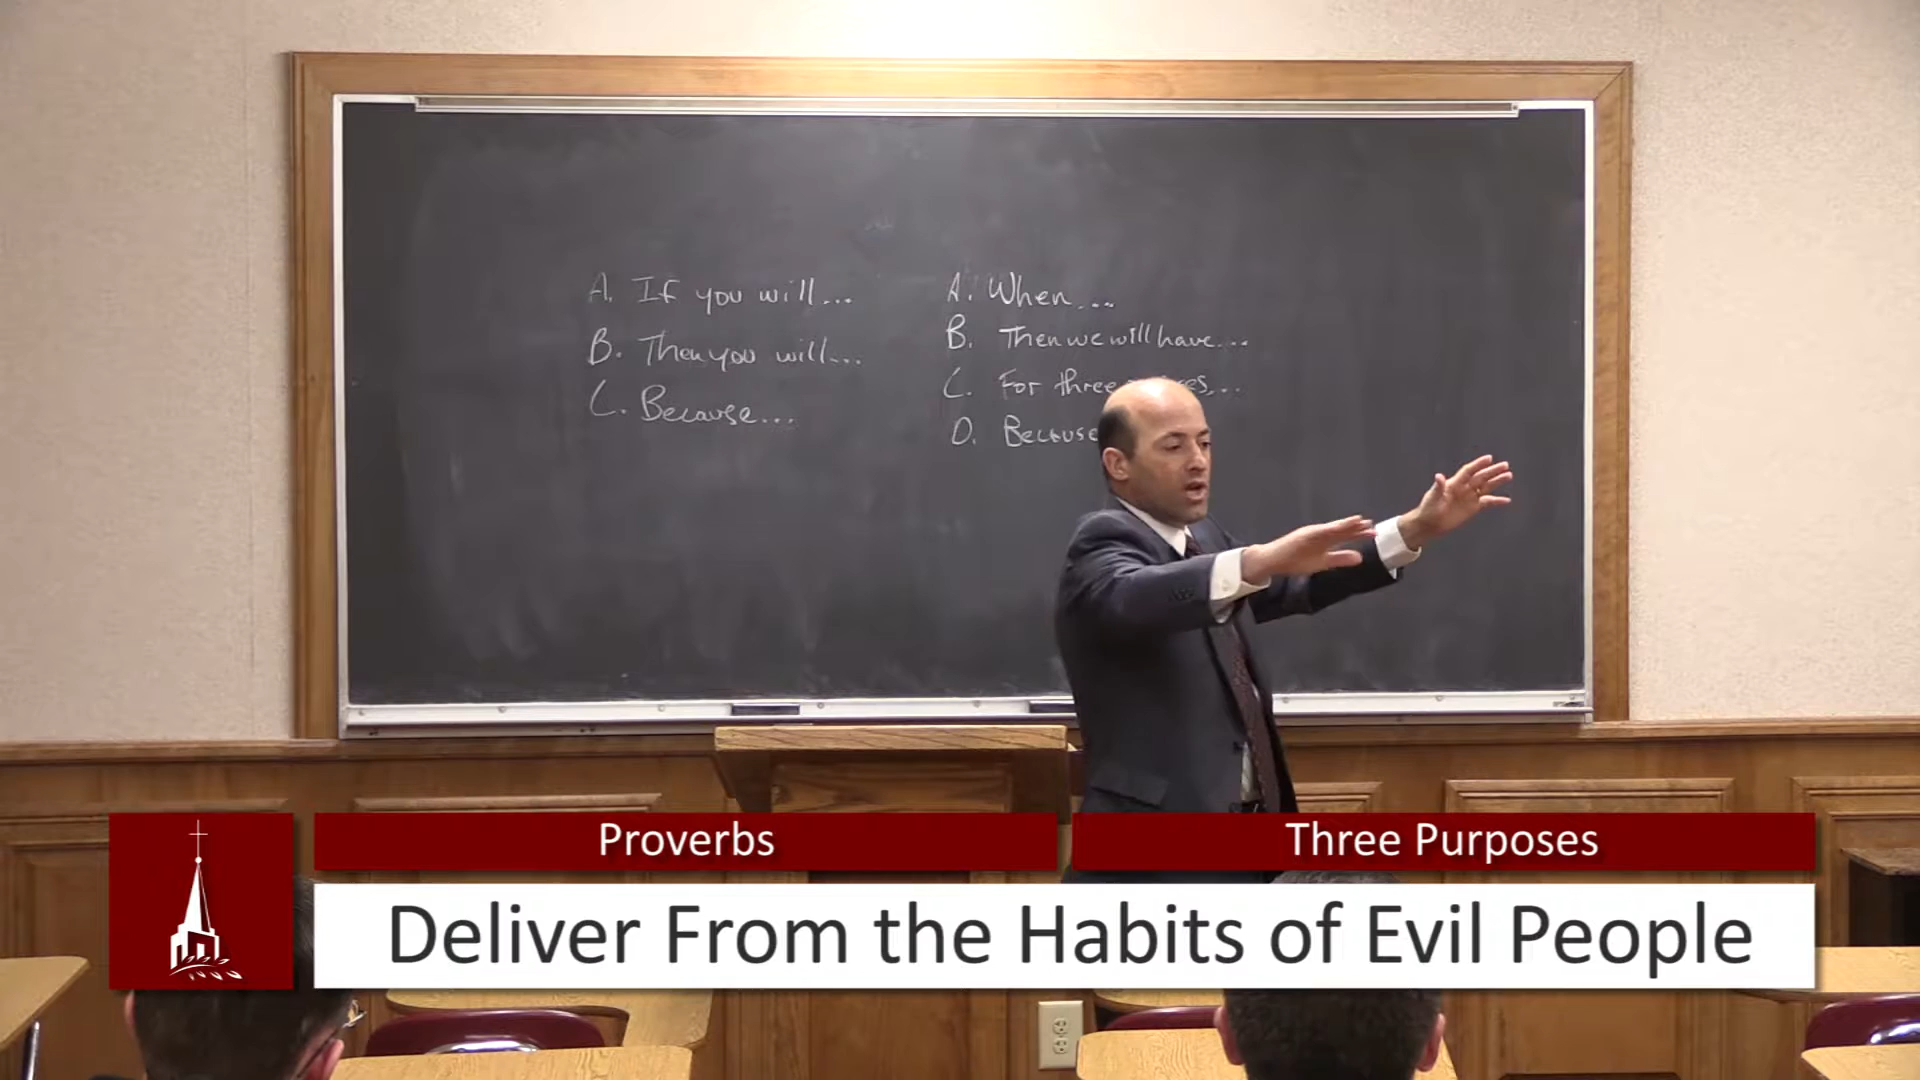 A. If you will...
B. Then you will...
C. Because...
A. When...
B. Then we will have...
C. For three
D. Because
Proverbs
Three Purposes
Deliver From the Habits of Evil People